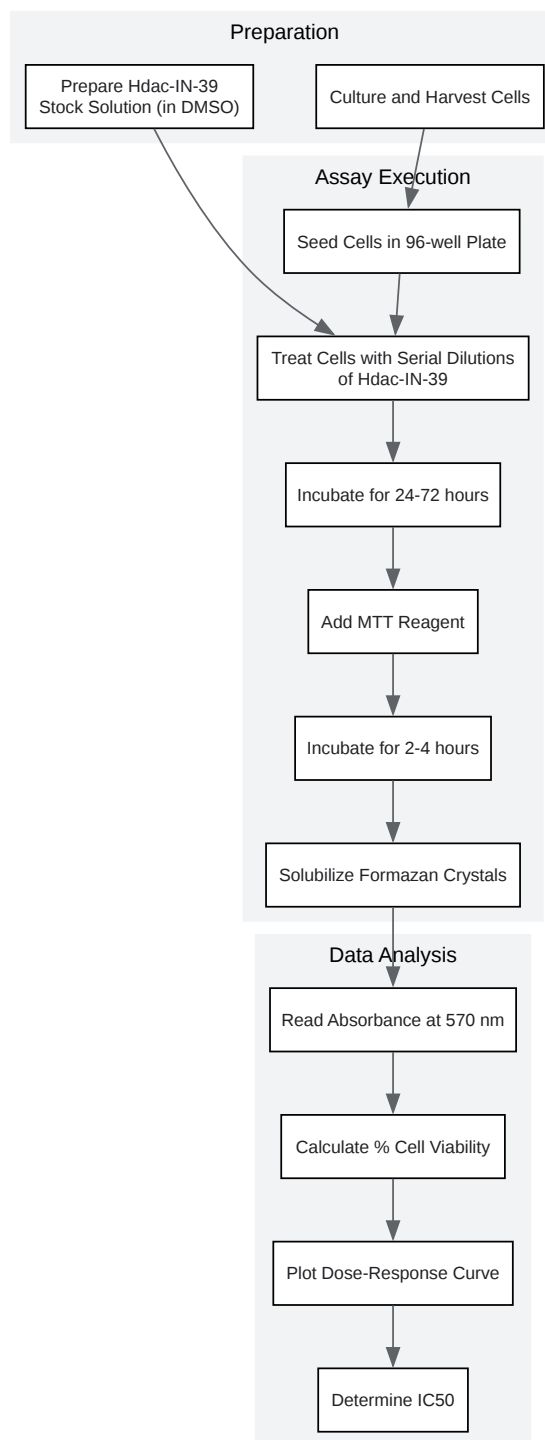 Preparation
Prepare Hdac-IN-39
Stock Solution (in DMSO)
Culture and Harvest Cells
Assay Execution
Seed Cells in 96-well Plate
Treat Cells with Serial Dilutions
of Hdac-IN-39
Incubate for 24-72 hours
Add MTT Reagent
Incubate for 2-4 hours
Solubilize Formazan Crystals
Data Analysis
Read Absorbance at 570 nm
Calculate % Cell Viability
Plot Dose-Response Curve
Determine IC50